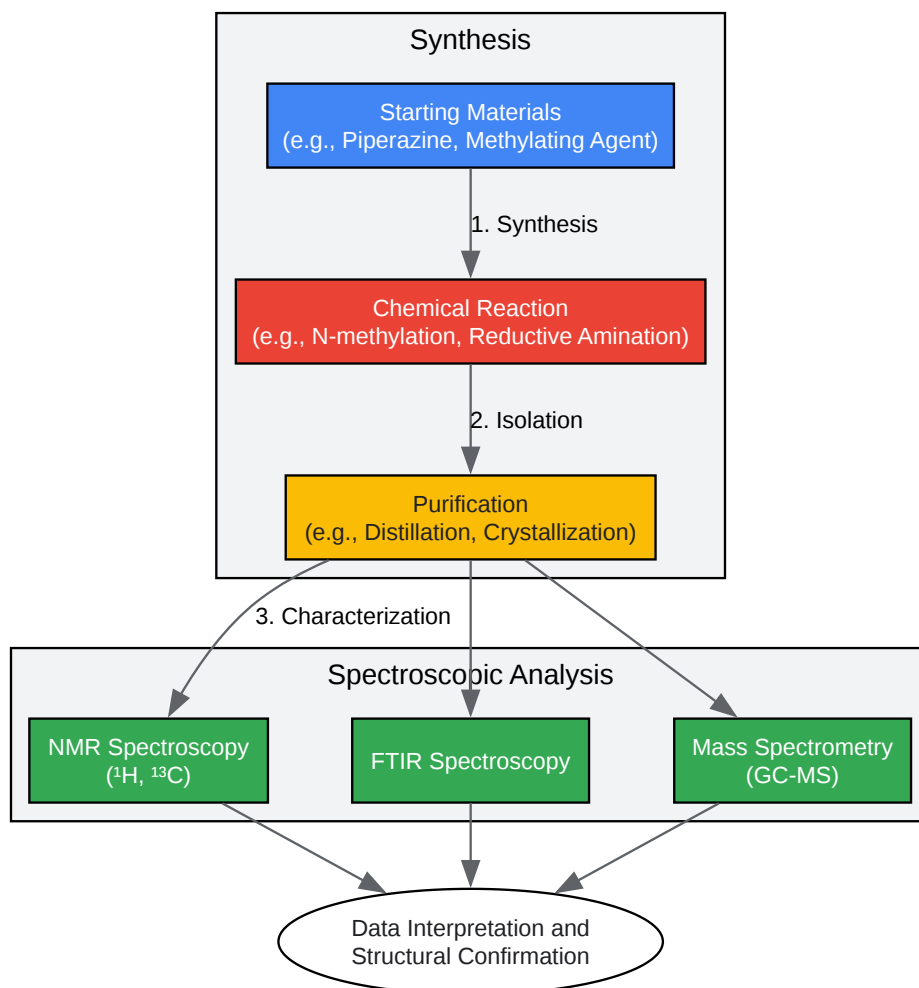 Synthesis
Starting Materials
(e.g., Piperazine, Methylating Agent)
1. Synthesis
Chemical Reaction
(e.g., N-methylation, Reductive Amination)
2. Isolation
Purification
(e.g., Distillation, Crystallization)
3. Characterization
Spectroscopic Analysis
NMR Spectroscopy
(¹H, ¹³C)
FTIR Spectroscopy
Mass Spectrometry
(GC-MS)
Data Interpretation and
Structural Confirmation